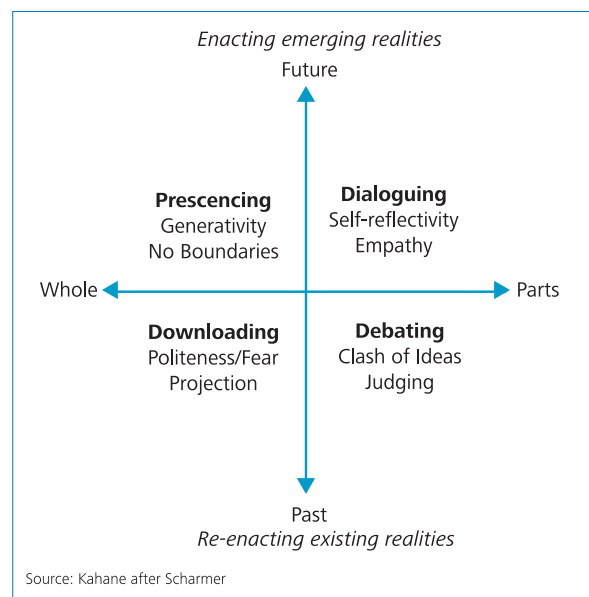 Enacting emerging realities
Future
Prescencing
Generativity
No Boundaries
Dialoguing
Self-reflectivity
Empathy
Whole
Parts
Downloading
Politeness/Fear
Projection
Debating
Clash of Ideas
Judging
Past
Re-enacting existing realities
Source: Kahane after Scharmer